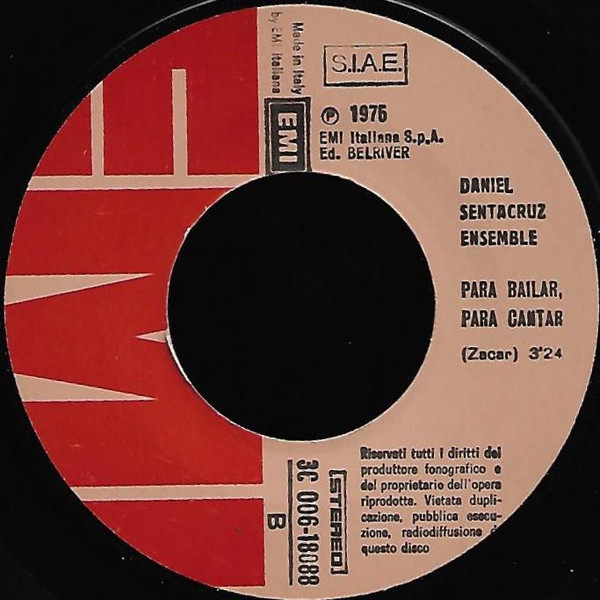 Made in Italy
by EMI Italiana
S.I.A.E.
EMI
℗ 1975
EMI Italiana S.p.A.
Ed. BELRIVER
DANIEL
SENTACRUZ
ENSEMBLE
PARA BAILAR,
PARA CANTAR
(Zacar) 3'24
Riservati tutti i diritti del
produttore fonografico e
del proprietario dell'opera
riprodotta. Vietata dupli-
cazione, pubblica esecu-
zione, radiodiffusione d
questo disco
STEREO
3C 006-18088
B
EMI